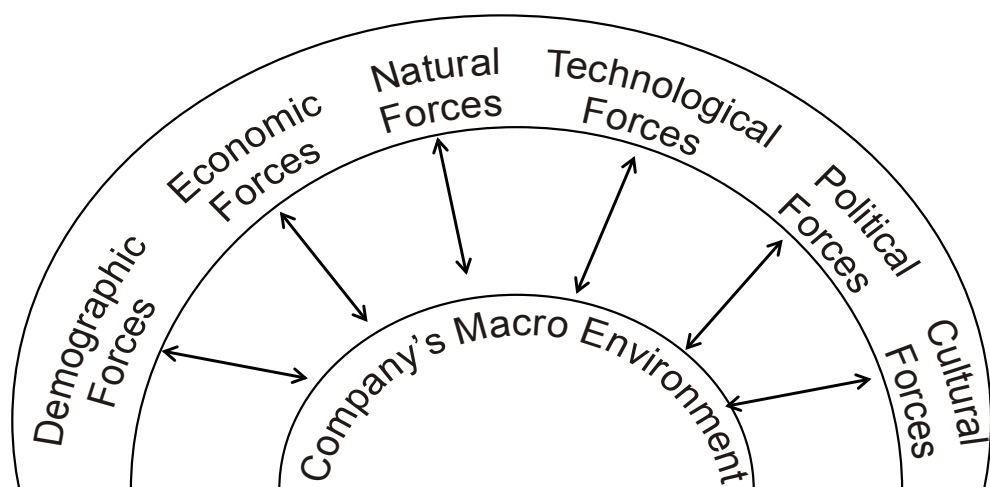 Demographic
Forces
Economic
Forces
Natural
Forces
Technological
Forces
Political
Forces
Cultural
Forces
Company's Macro Environment